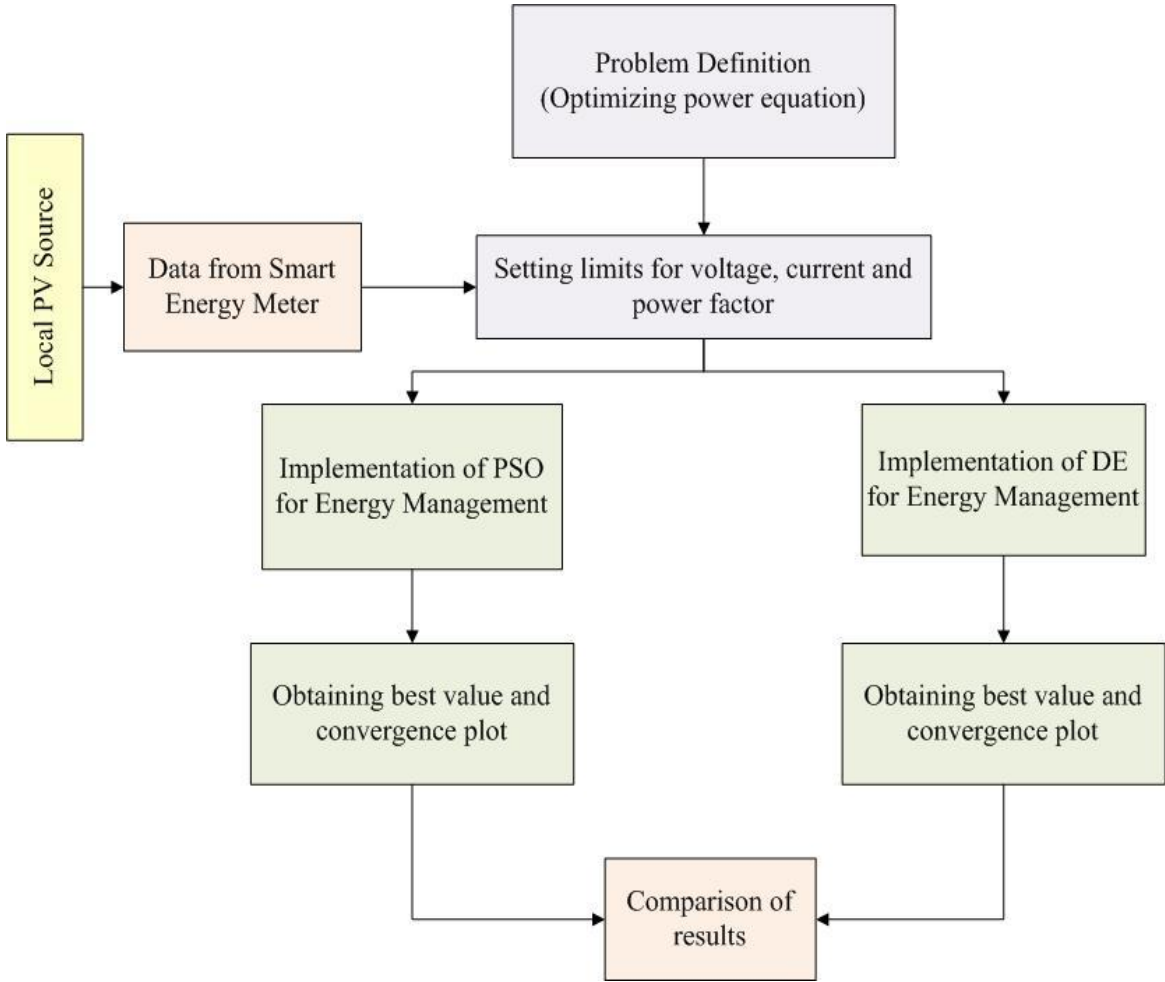 Problem Definition
(Optimizing power equation)
Local PV Source
Data from Smart
Energy Meter
Setting limits for voltage, current and
power factor
Implementation of PSO
for Energy Management
Implementation of DE
for Energy Management
Obtaining best value and
convergence plot
Obtaining best value and
convergence plot
Comparison of
results